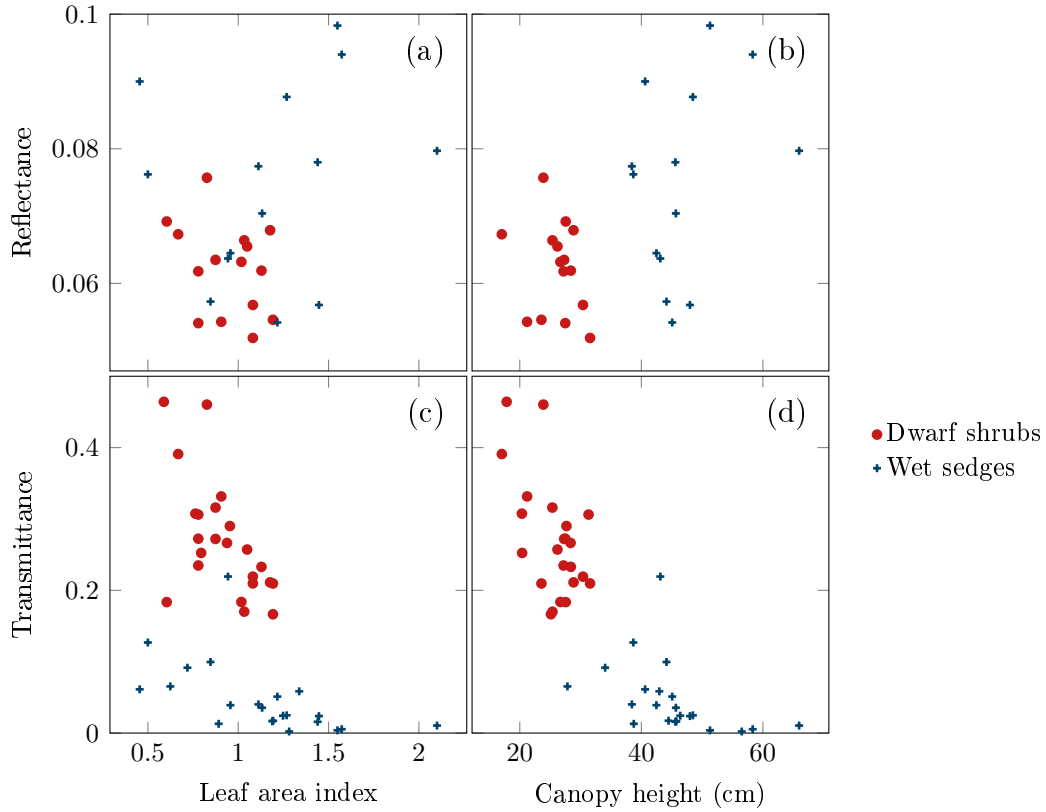 0.1
0.08
0.06
Reflectance
(a)
(b)
0.4
0.2
0
Transmittance
(c)
(d)
0.5
1
1.5
2
20
40
60
Leaf area index
Canopy height (cm)
Dwarf shrubs
Wet sedges